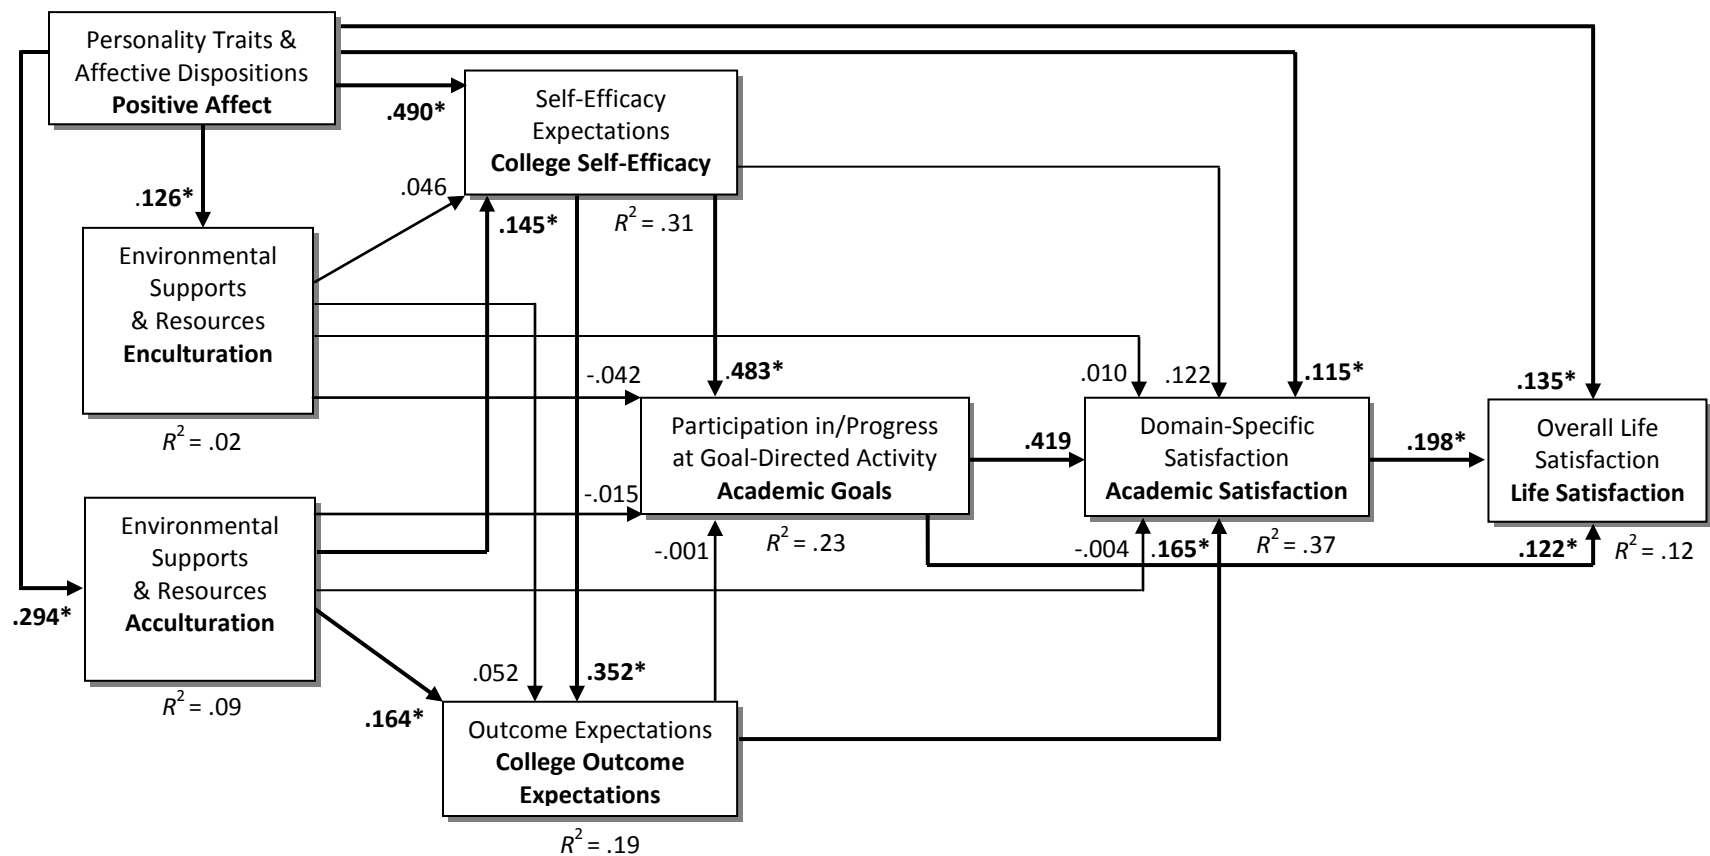 Personality Traits &
Affective Dispositions
Positive Affect
.490*
Self-Efficacy
Expectations
College Self-Efficacy
R² = .31
.126*
.046
.145*
Environmental
Supports
& Resources
Enculturation
R² = .02
-.042
.483*
.010
.122
.115*
.135*
Participation in/Progress
at Goal-Directed Activity
Academic Goals
R² = .23
.419
Domain-Specific
Satisfaction
Academic Satisfaction
R² = .37
.198*
Overall Life
Satisfaction
Life Satisfaction
R² = .12
-.015
-.001
-.004
.165*
.122*
Environmental
Supports
& Resources
Acculturation
R² = .09
.294*
.052
.352*
.164*
Outcome Expectations
College Outcome
Expectations
R² = .19